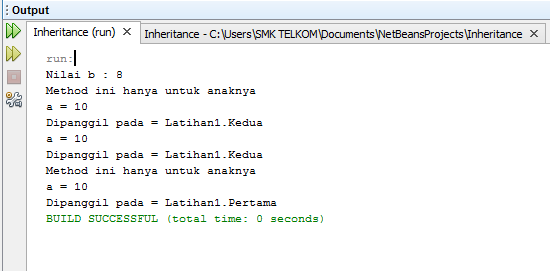 Output
Inheritance (run)
Inheritance - C:\Users\SMK TELKOM\Documents\NetBeansProjects\Inheritance
run:
Nilai b : 8
Method ini hanya untuk anaknya
a = 10
Dipanggil pada = Latihan1.Kedua
a = 10
Dipanggil pada = Latihan1.Kedua
Method ini hanya untuk anaknya
a = 10
Dipanggil pada = Latihan1.Pertama
BUILD SUCCESSFUL (total time: 0 seconds)